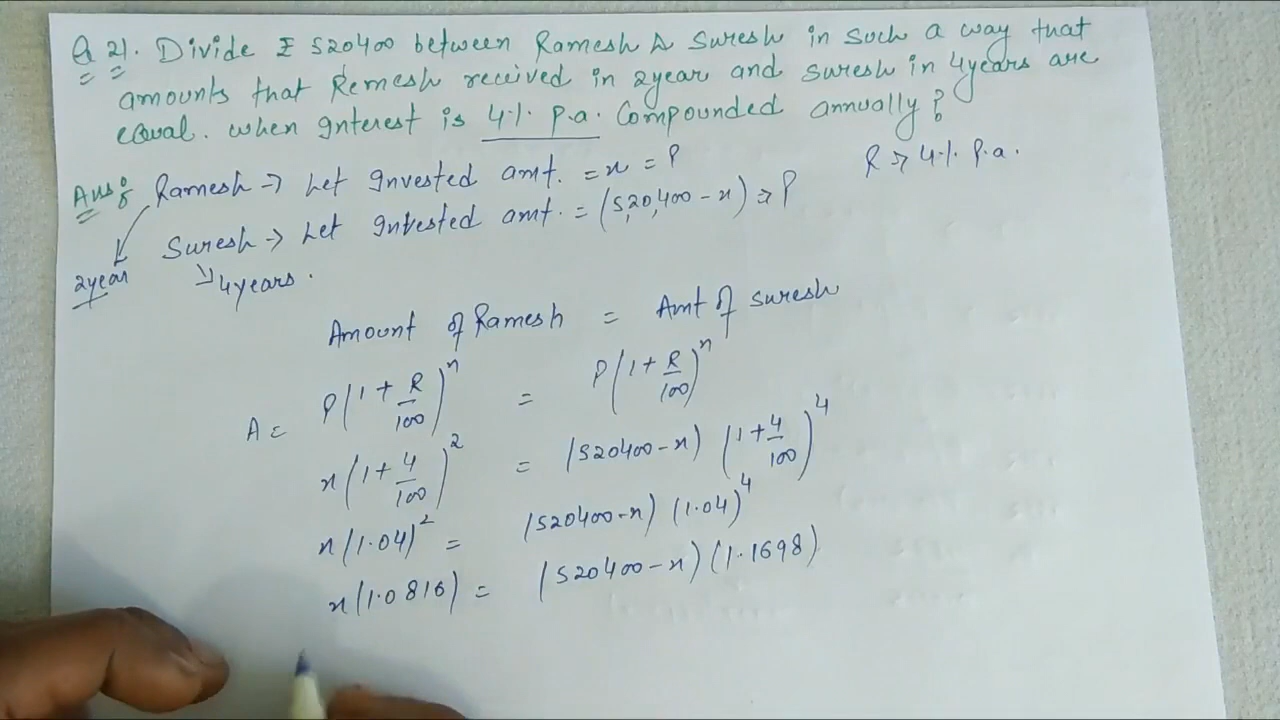 Q 21. Divide ₹ 520400 between Ramesh & Suresh in such a way that
amounts that Remesh received in 2year and suresh in 4years are
equal. when Interest is 4% p.a. Compounded annually?
Ans: Ramesh → Let Invested amt. = x = P R → 4% P.a.
Suresh → Let Invested amt. = (5,20,400 - x) = P
2year 4years.
Amount of Ramesh = Amt of suresh
A = P(1 + R/100)^n = P(1 + R/100)^n
x(1 + 4/100)^2 = (520400 - x) (1 + 4/100)^4
x(1.04)^2 = (520400 - x) (1.04)^4
x(1.0816) = (520400 - x) (1.1698)